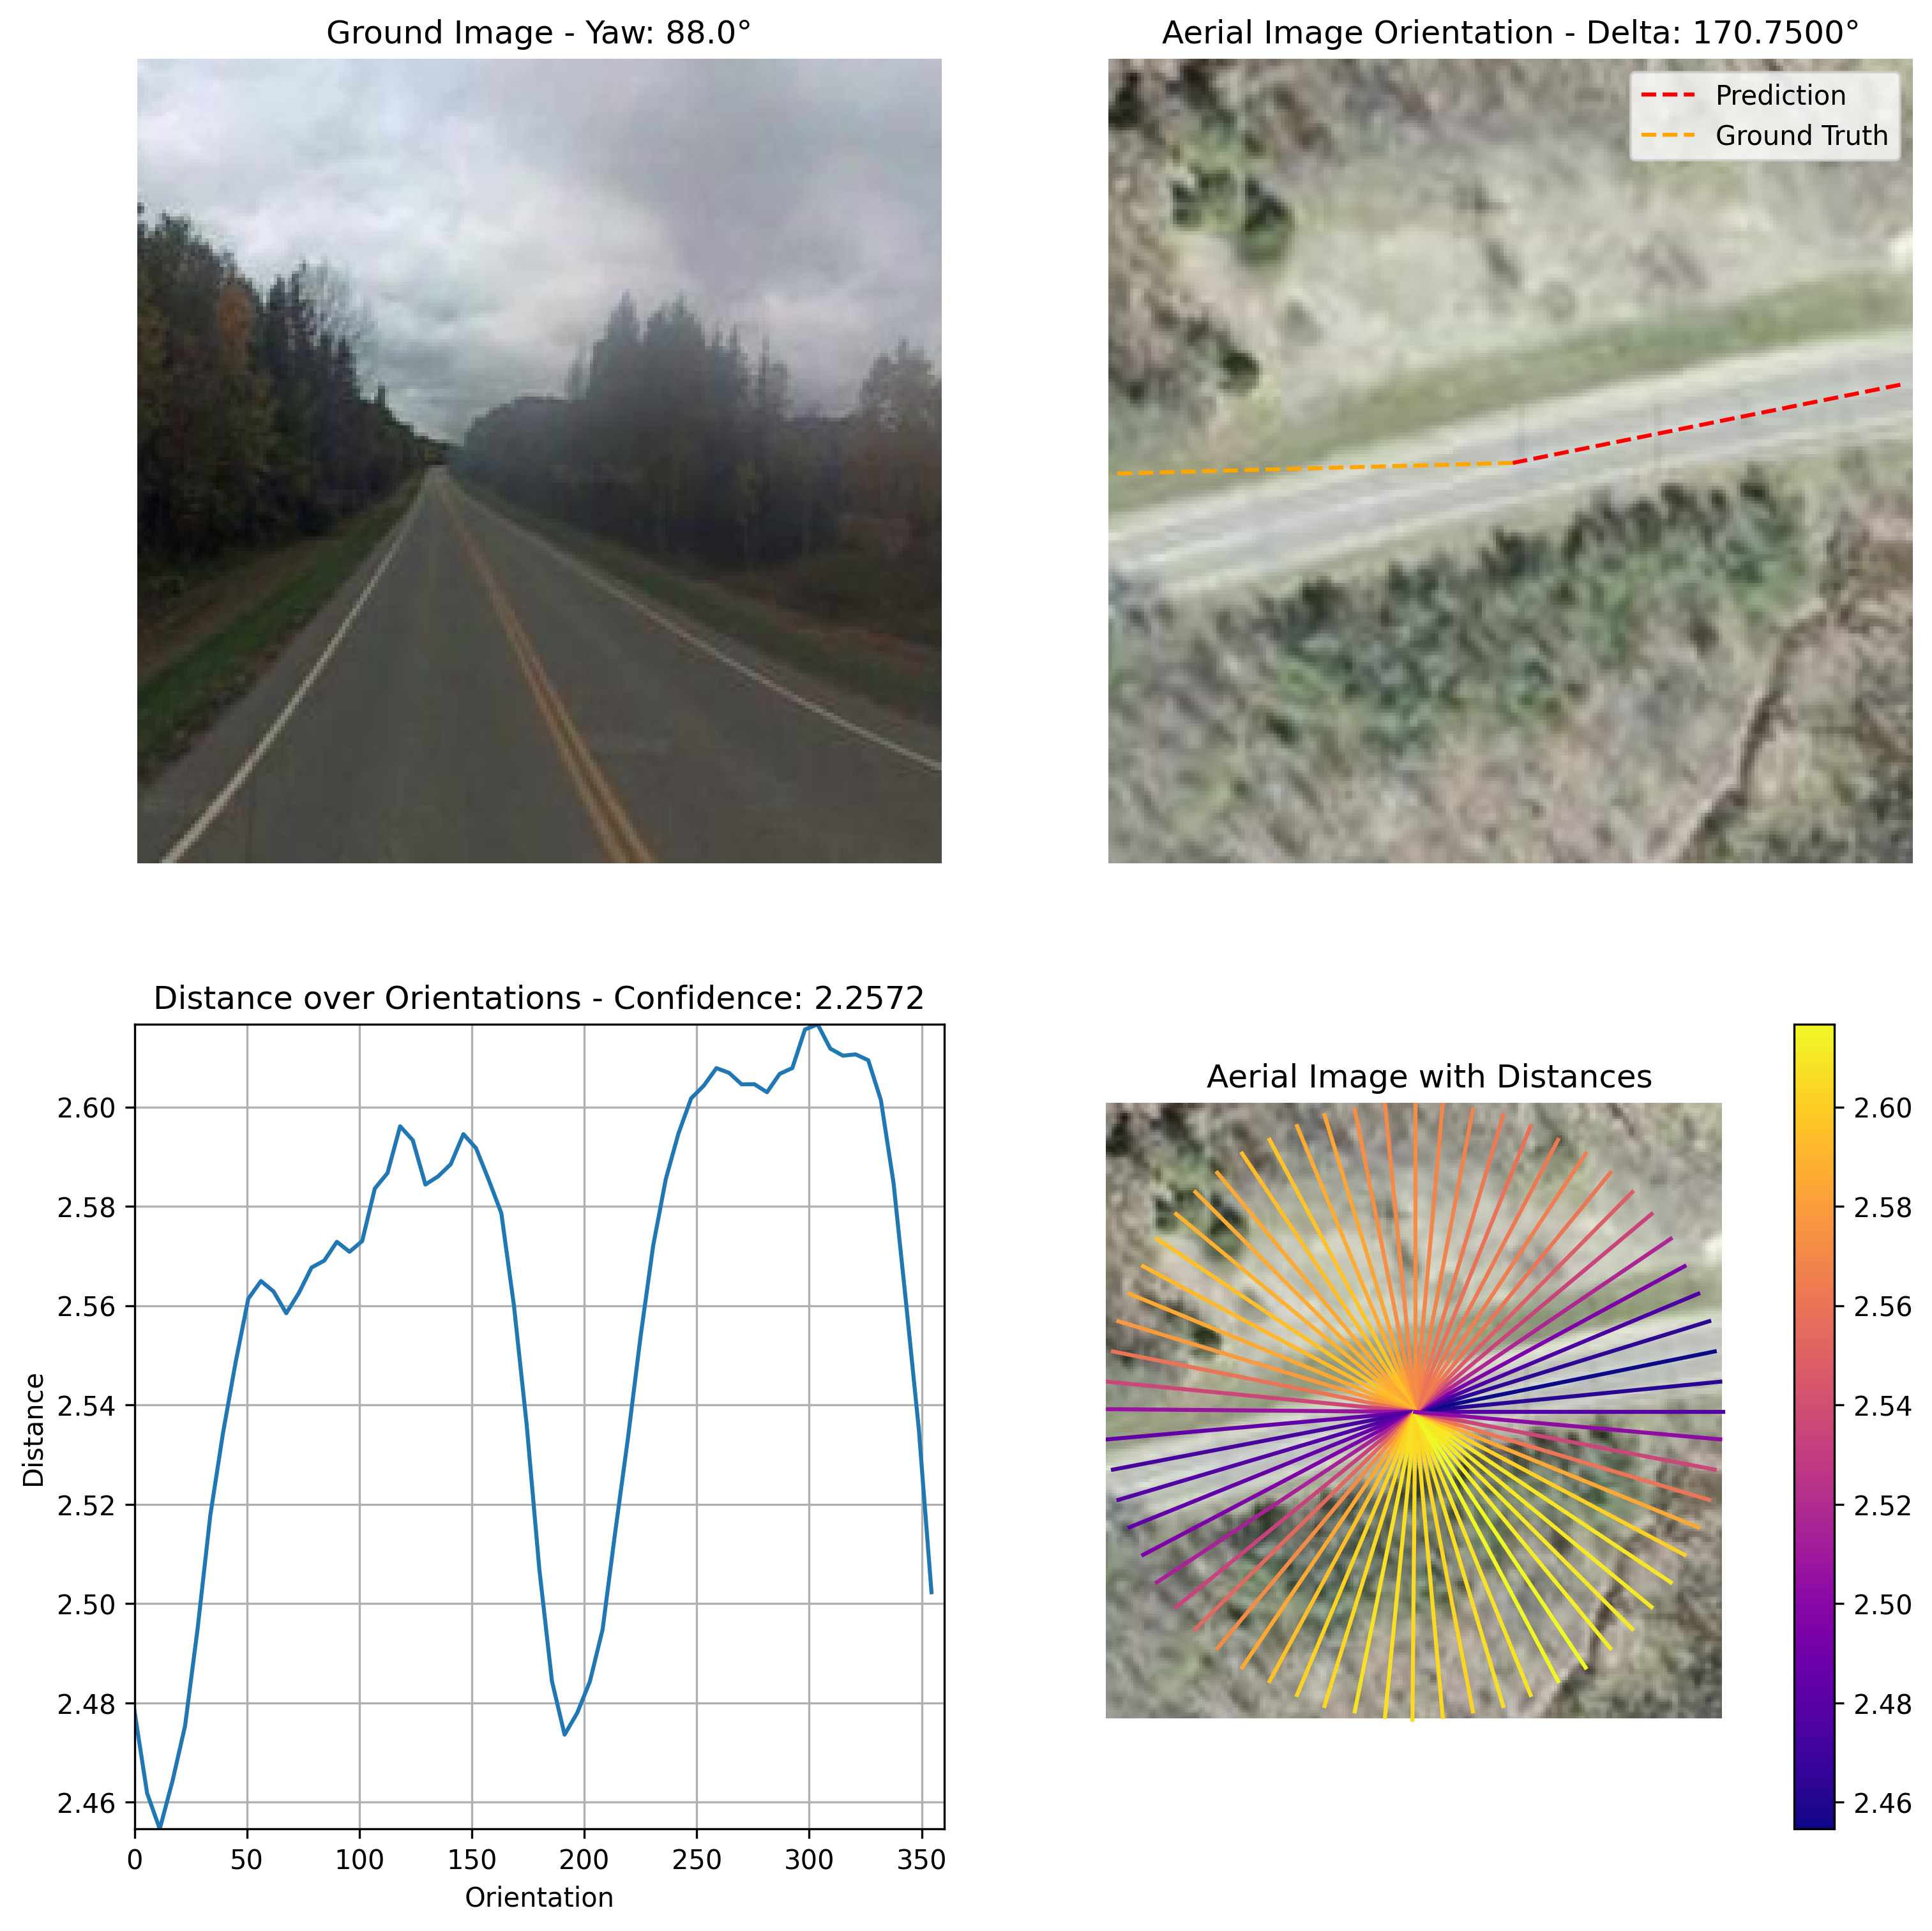 Ground Image - Yaw: 88.0°
Aerial Image Orientation - Delta: 170.7500°
Prediction
Ground Truth
Distance over Orientations - Confidence: 2.2572
2.60
2.58
2.56
2.54
2.52
2.50
2.48
2.46
Distance
0 50 100 150 200 250 300 350
Orientation
Aerial Image with Distances
2.60
2.58
2.56
2.54
2.52
2.50
2.48
2.46